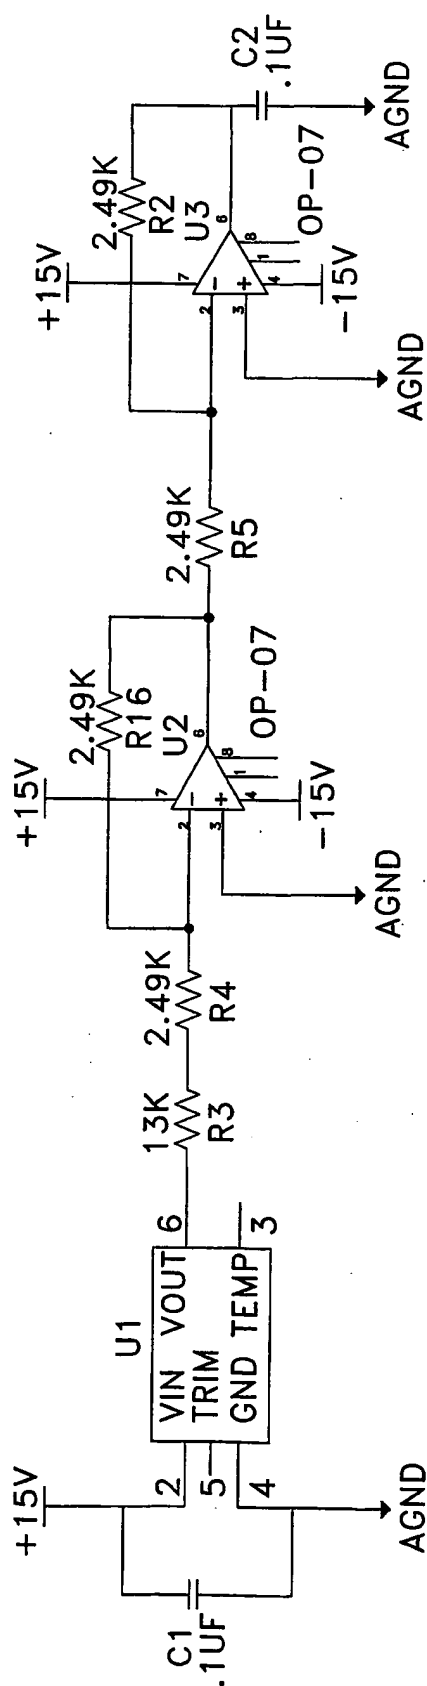 +15V
C1
.1UF
2
5
4
AGND
U1
VIN VOUT
TRIM
GND TEMP
6
3
13K
R3
2.49K
R4
2.49K
R16
+15V
7
U2
2
-
6
3
+
1
8
4
OP-07
-15V
AGND
2.49K
R5
2.49K
R2
+15V
7
U3
2
-
6
3
+
1
8
4
OP-07
-15V
AGND
C2
.1UF
AGND